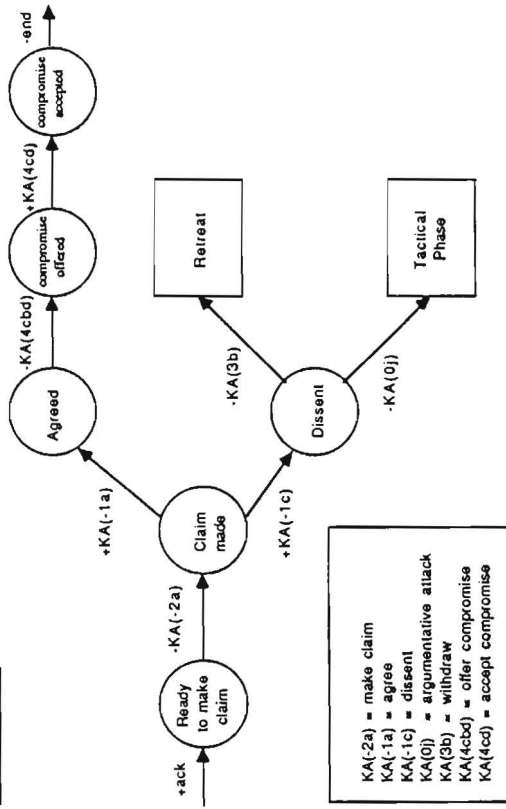 +ack
Ready
to make
claim
-KA(-2a)
Claim
made
+KA(-1a)
Agreed
-KA(4cbd)
compromise
offered
+KA(4cd)
compromise
accepted
-end
+KA(-1c)
Dissent
-KA(3b)
Retreat
-KA(0j)
Tactical
Phase
KA(-2a) = make claim
KA(-1a) = agree
KA(-1c) = dissent
KA(0j) = argumentative attack
KA(3b) = withdraw
KA(4cbd) = offer compromise
KA(4cd) = accept compromise